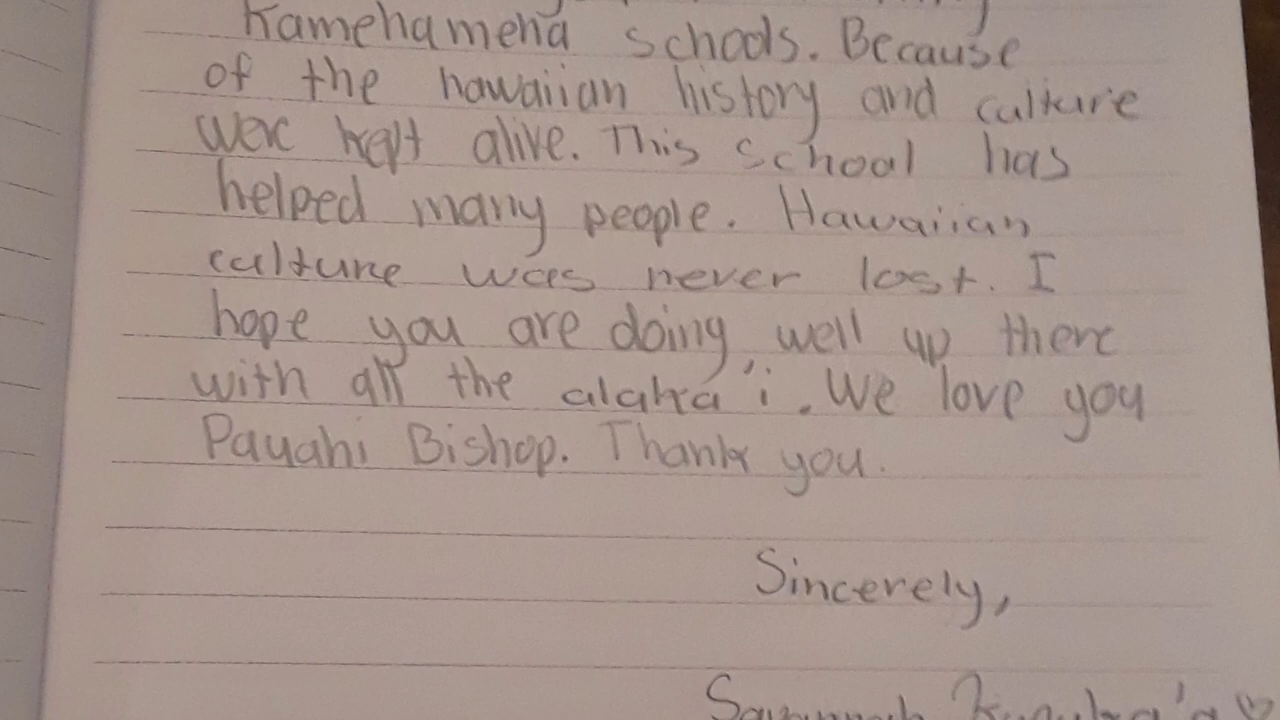 Kamehameha schools. Because
of the hawaiian history and culture
were kept alive. This school has
helped many people. Hawaiian
culture was never lost. I
hope you are doing well up there
with all the alaka'i. We love you
Pauahi Bishop. Thank you.
Sincerely,